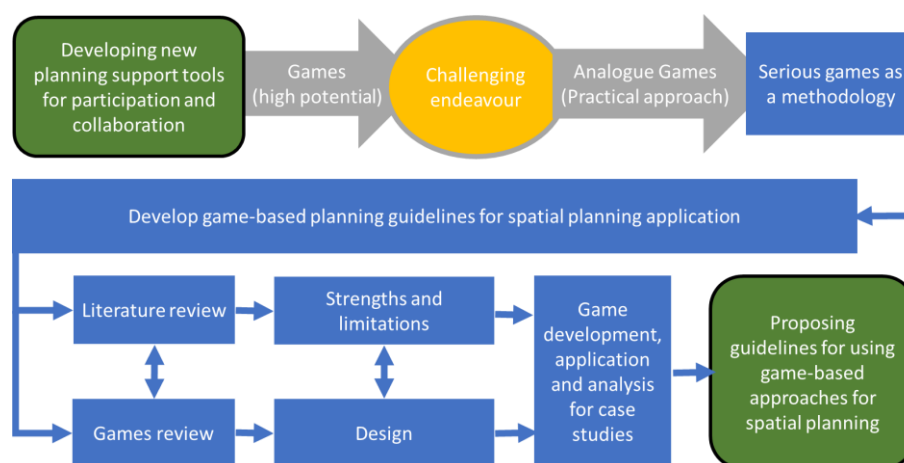 Developing new
planning support tools
for participation and
collaboration
Games
(high potential)
Challenging
endeavour
Analogue Games
(Practical approach)
Serious games as
a methodology
Develop game-based planning guidelines for spatial planning application
Literature review
Strengths and
limitations
Games review
Design
Game
development,
application
and analysis
for case
studies
Proposing
guidelines for using
game-based
approaches for
spatial planning